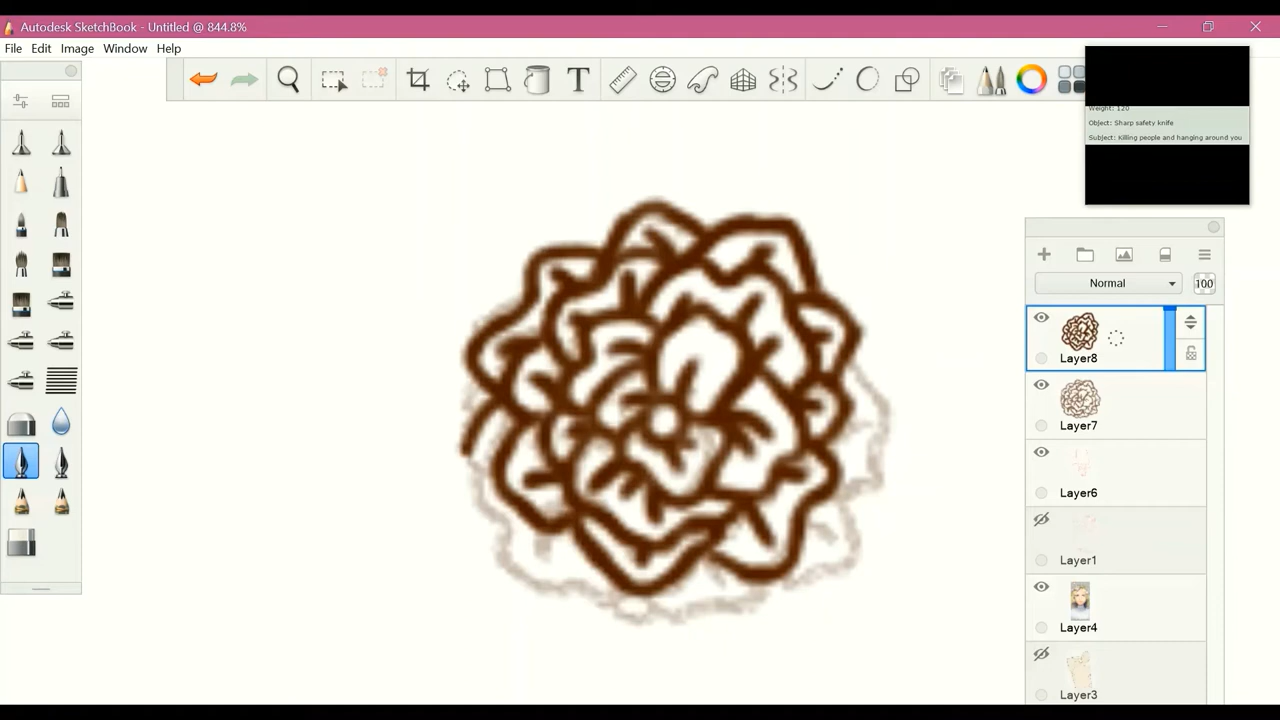 Autodesk SketchBook - Untitled @ 844.8%
File Edit Image Window Help
T
Weight: 120
Object: Sharp safety knife
Subject: Killing people and hanging around you
Normal 100
Layer8
Layer7
Layer6
Layer1
Layer4
Layer3